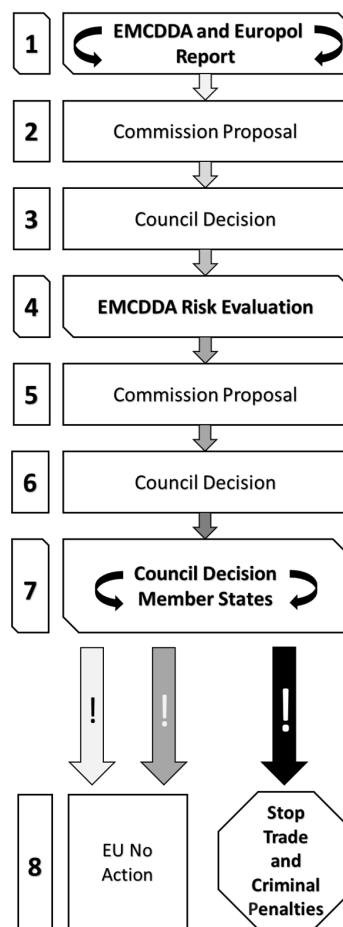 1
EMCDDA and Europol
Report
2
Commission Proposal
3
Council Decision
4
EMCDDA Risk Evaluation
5
Commission Proposal
6
Council Decision
7
Council Decision
Member States
! ! !
8
EU No
Action
Stop
Trade
and
Criminal
Penalties